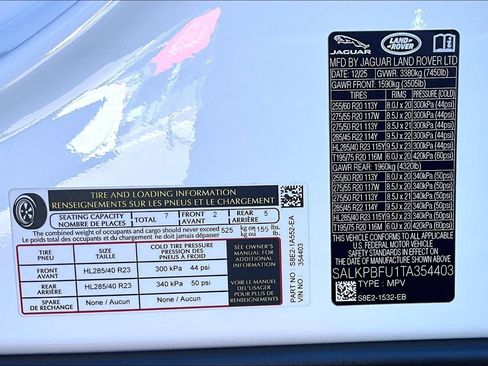 TIRE AND LOADING INFORMATION
RENSEIGNEMENTS SUR LES PNEUS ET LE CHARGEMENT
SEATING CAPACITY
NOMBRE DE PLACES
TOTAL 7
FRONT
AVANT 2
REAR
ARRIÈRE 5
The combined weight of occupants and cargo should never exceed 625 kg or 155 lbs.
Le poids total des occupants et du chargement ne doit jamais dépasser kg ou lb.
TIRE
PNEU
SIZE
DIMENSIONS
COLD TIRE PRESSURE
PRESSION DES PNEUS À FROID
FRONT
AVANT
HL285/40 R23
300 kPa 44 psi
REAR
ARRIÈRE
HL285/40 R23
340 kPa 50 psi
SPARE
DE RECHANGE
None / Aucun
None / Aucun
SEE OWNER'S
MANUAL FOR
ADDITIONAL
INFORMATION
VOIR LE MANUEL
DE L'USAGER
POUR PLUS DE
RENSEIGNEMENTS
PART NO S8E2-1A552-EA
VIN NO : 354403
JAGUAR
LAND ROVER
MFD BY JAGUAR LAND ROVER LTD
DATE : 12/25 GVWR: 3380kg (7450lb)
GAWR FRONT: 1590kg (3505lb)
TIRES RIMS PRESSURE (COLD)
255/60 R20 113Y 8.0J x 20 300kPa (44psi)
275/55 R20 117W 8.5J x 20 300kPa (44psi)
275/50 R21 113Y 8.5J x 21 300kPa (44psi)
285/45 R22 114Y 9.5J x 22 300kPa (44psi)
HL285/40 R23 115Y 9.5J x 23 300kPa (44psi)
T195/75 R20 116M 6.0J x 20 420kPa (60psi)
GAWR REAR: 1960kg (4320lb)
255/60 R20 113Y 8.0J x 20 340kPa (50psi)
275/55 R20 117W 8.5J x 20 340kPa (50psi)
275/50 R21 113Y 8.5J x 21 340kPa (50psi)
285/45 R22 114Y 9.5J x 22 340kPa (50psi)
HL285/40 R23 115Y 9.5J x 23 340kPa (50psi)
T195/75 R20 116M 6.0J x 20 420kPa (60psi)
THIS VEHICLE CONFORMS TO ALL APPLICABLE
U.S. FEDERAL MOTOR VEHICLE
SAFETY STANDARDS IN EFFECT ON
THE DATE OF MANUFACTURE SHOWN ABOVE
SALKPBFU1TA354403
TYPE : MPV
S8E2-1532-EB